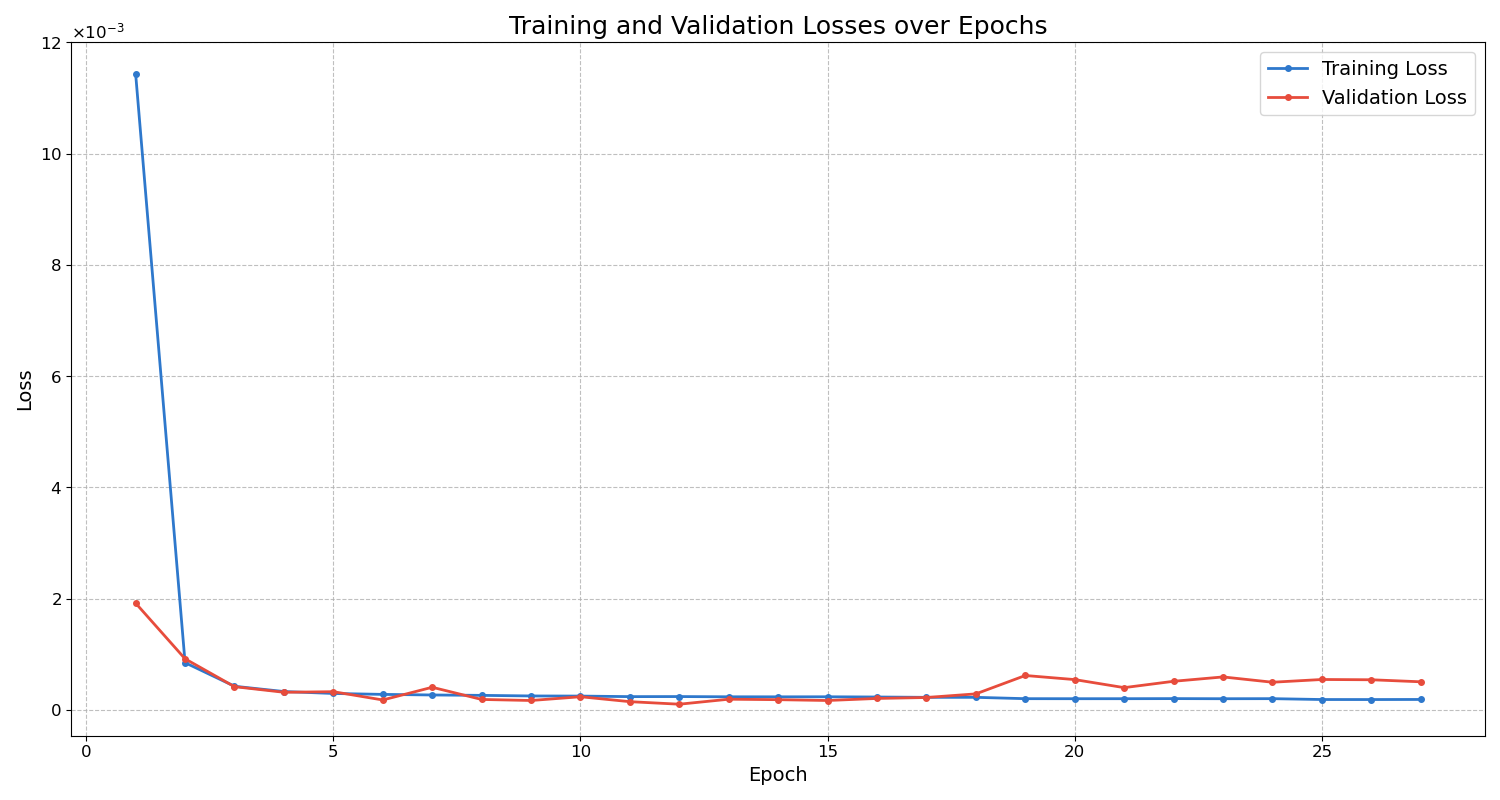 Training and Validation Losses over Epochs
×10⁻³
12
10
8
6
4
2
0
Loss
Training Loss
Validation Loss
0 5 10 15 20 25
Epoch